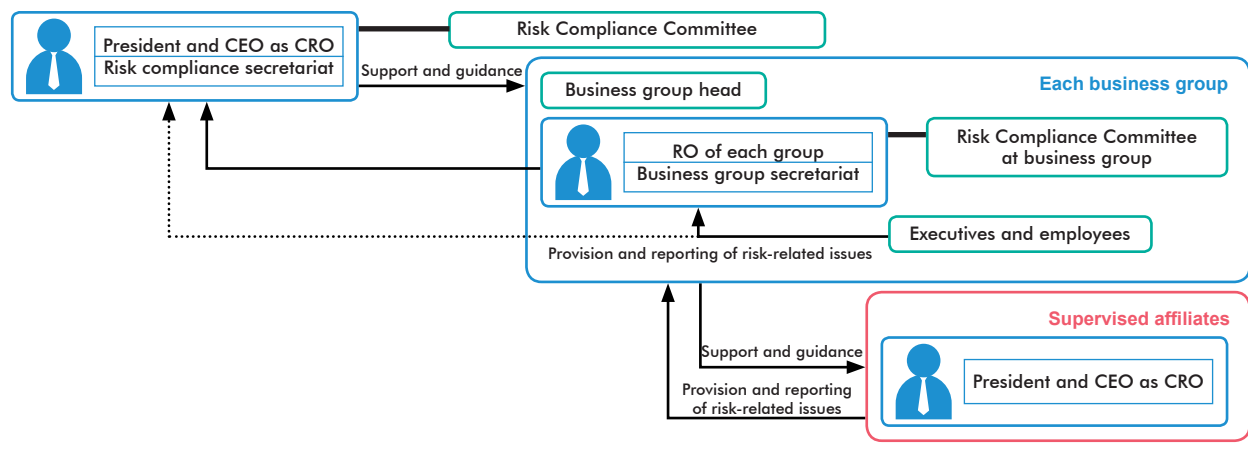 President and CEO as CRO
Risk compliance secretariat
Risk Compliance Committee
Support and guidance
Each business group
Business group head
RO of each group
Business group secretariat
Risk Compliance Committee
at business group
Executives and employees
Provision and reporting of risk-related issues
Supervised affiliates
Support and guidance
President and CEO as CRO
Provision and reporting
of risk-related issues